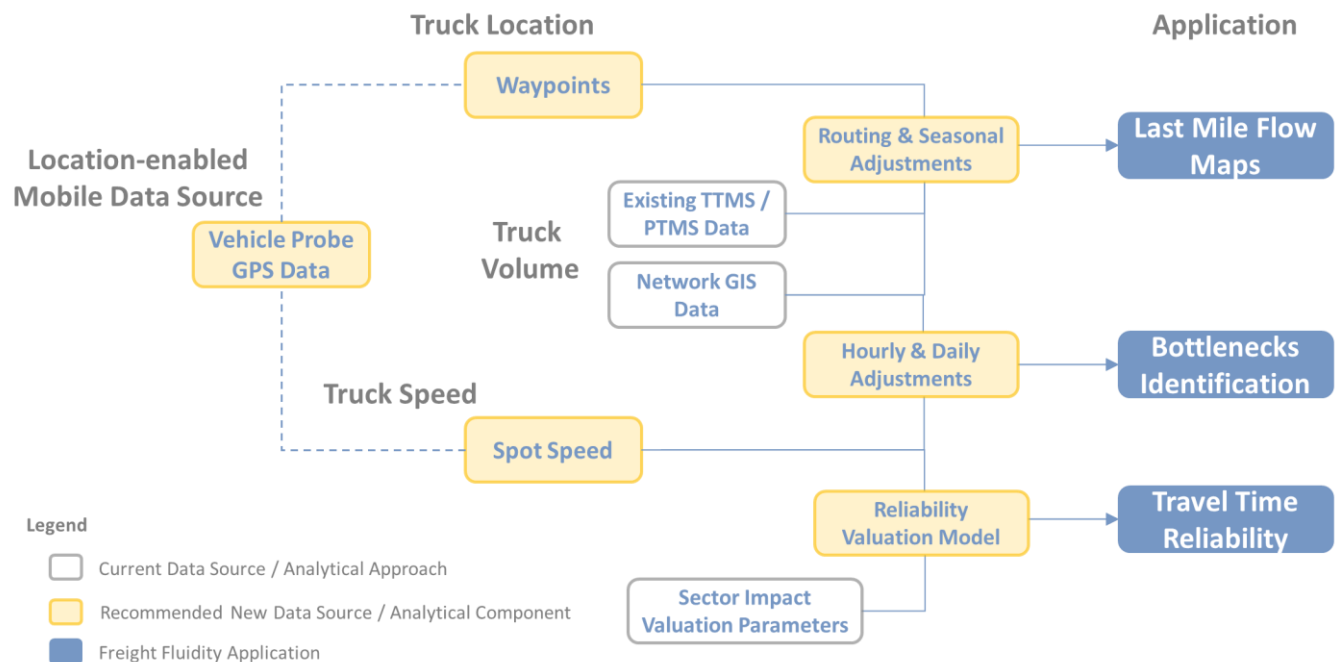 Truck Location
Application
Waypoints
Routing & Seasonal
Adjustments
Last Mile Flow
Maps
Location-enabled
Mobile Data Source
Existing TTMS /
PTMS Data
Vehicle Probe
GPS Data
Truck
Volume
Network GIS
Data
Hourly & Daily
Adjustments
Bottlenecks
Identification
Truck Speed
Spot Speed
Reliability
Valuation Model
Travel Time
Reliability
Legend
Current Data Source / Analytical Approach
Recommended New Data Source / Analytical Component
Freight Fluidity Application
Sector Impact
Valuation Parameters